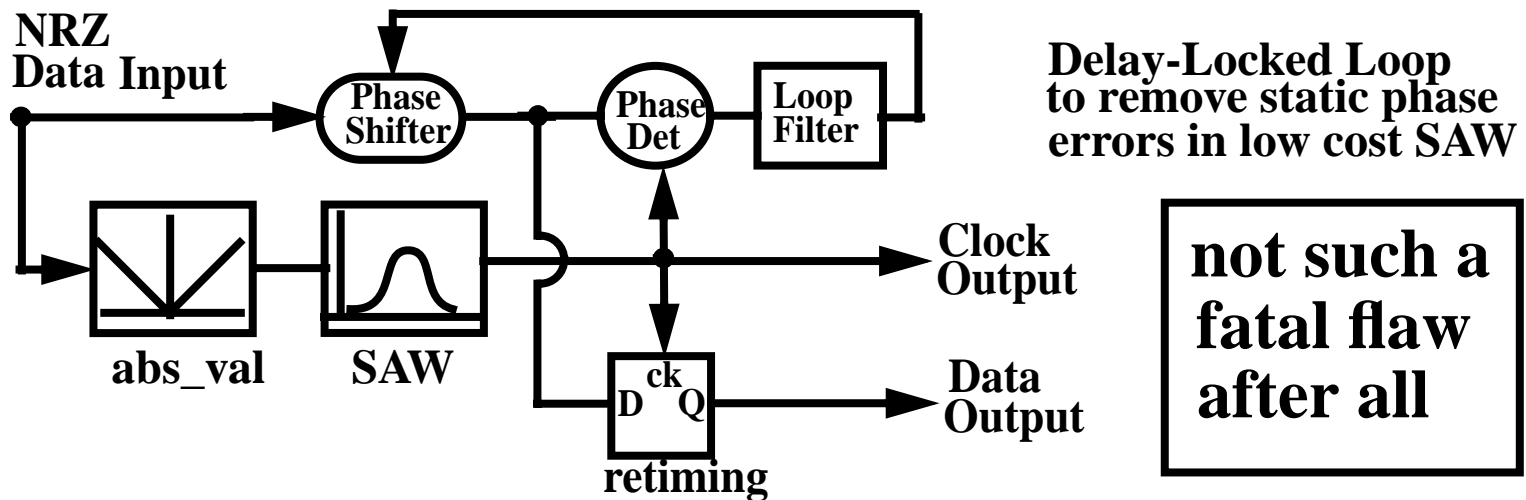 NRZ
Data Input
Phase
Shifter
Phase
Det
Loop
Filter
Delay-Locked Loop
to remove static phase
errors in low cost SAW
abs_val
SAW
Clock
Output
ck
D Q
retiming
Data
Output
not such a
fatal flaw
after all